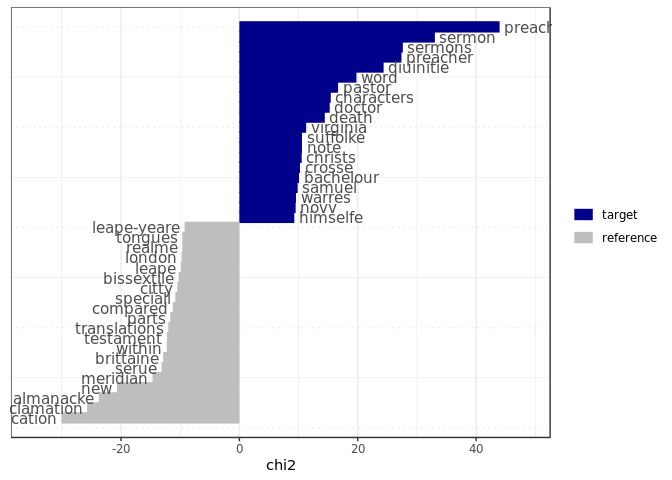 preach
sermon
sermons
preacher
diuinitie
word
pastor
characters
doctor
death
virginia
suffolke
note
christs
crosse
bachelour
samuel
warres
novv
himselfe
leape-yeare
tongues
realme
london
leape
bissextile
citty
speciall
compared
parts
translations
testament
within
brittaine
serue
meridian
new
almanacke
clamation
cation
-20 0 20 40
chi2
target
reference